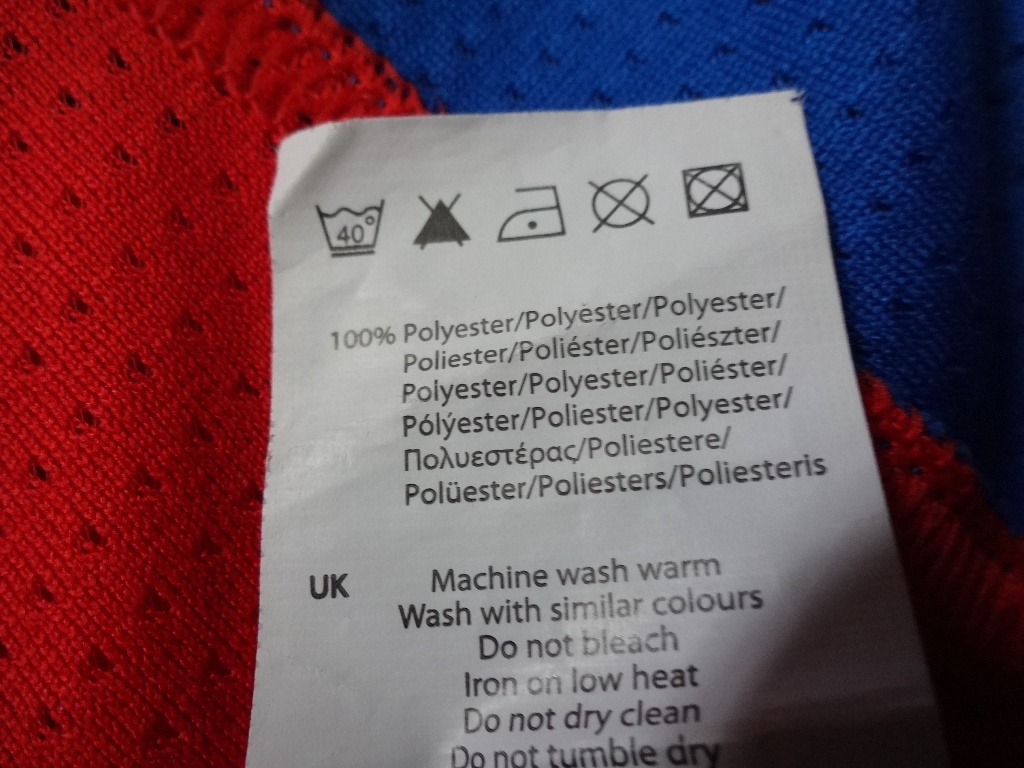 40°
100% Polyester/Polyëster/Polyester/
Poliester/Poliéster/Poliészter/
Polyester/Polyester/Poliéster/
Pólýester/Poliester/Polyester/
Πολυεστέρας/Poliestere/
Polüester/Poliesters/Poliesteris
UK Machine wash warm
Wash with similar colours
Do not bleach
Iron on low heat
Do not dry clean
Do not tumble dry